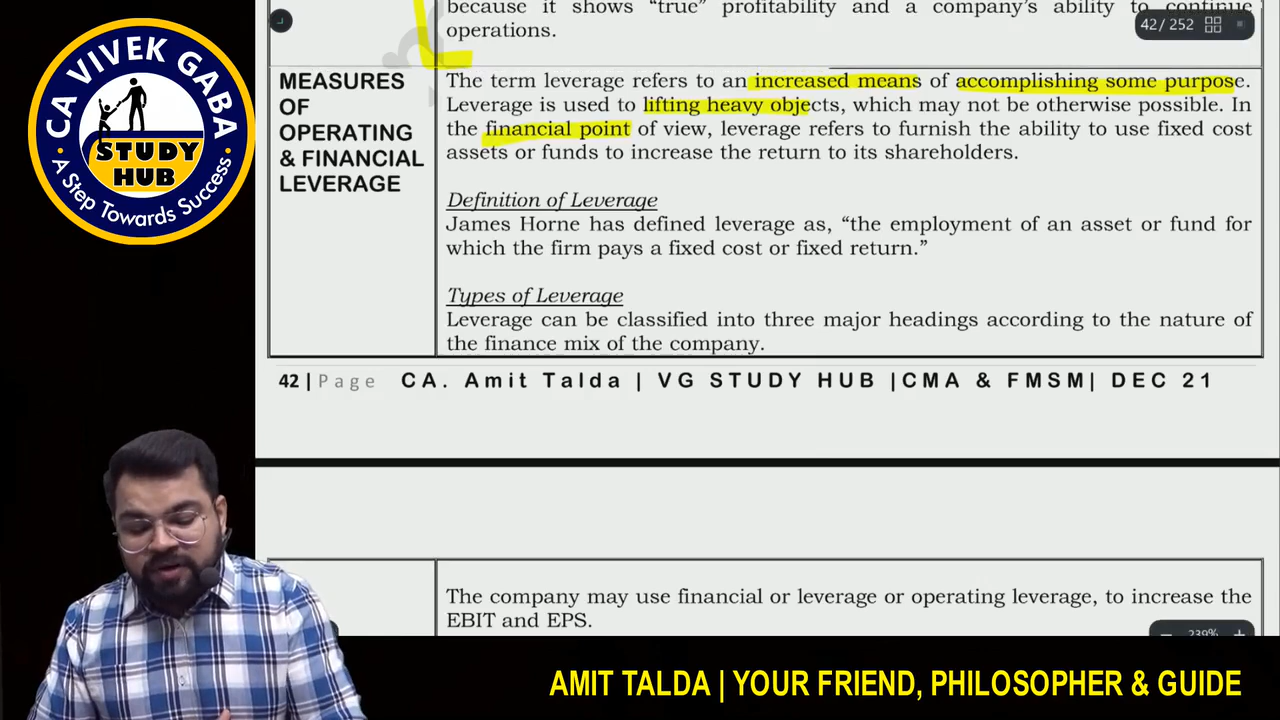 CA VIVEK GABA
STUDY
HUB
· A Step Towards Success ·
because it shows “true” profitability and a company’s ability to continue
operations.
42/ 252
MEASURES
OF
OPERATING
& FINANCIAL
LEVERAGE
The term leverage refers to an increased means of accomplishing some purpose.
Leverage is used to lifting heavy objects, which may not be otherwise possible. In
the financial point of view, leverage refers to furnish the ability to use fixed cost
assets or funds to increase the return to its shareholders.
Definition of Leverage
James Horne has defined leverage as, “the employment of an asset or fund for
which the firm pays a fixed cost or fixed return.”
Types of Leverage
Leverage can be classified into three major headings according to the nature of
the finance mix of the company.
42 | Page CA. Amit Talda | VG STUDY HUB |CMA & FMSM| DEC 21
The company may use financial or leverage or operating leverage, to increase the
EBIT and EPS.
239%
AMIT TALDA | YOUR FRIEND, PHILOSOPHER & GUIDE